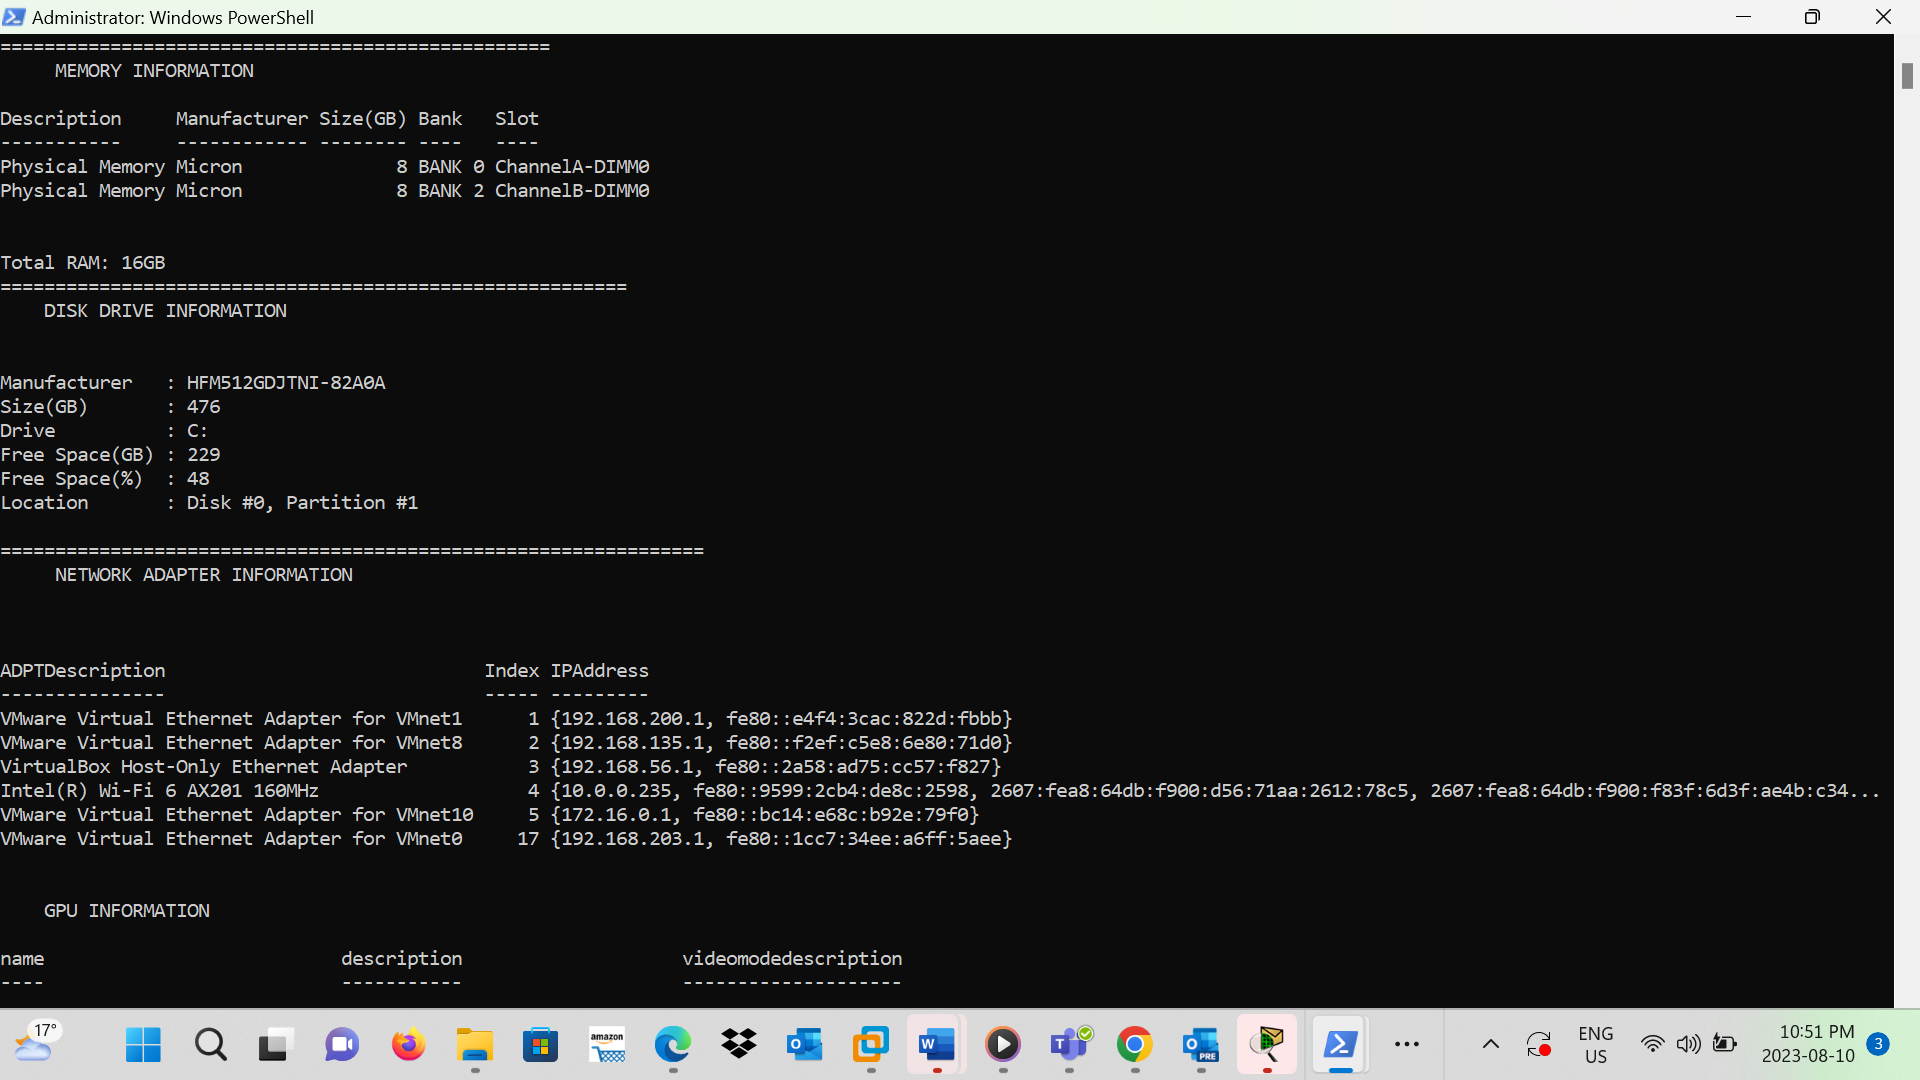 Administrator: Windows PowerShell
==================================================
MEMORY INFORMATION
Description Manufacturer Size(GB) Bank Slot
----------- ------------ -------- ---- ----
Physical Memory Micron 8 BANK 0 ChannelA-DIMM0
Physical Memory Micron 8 BANK 2 ChannelB-DIMM0
Total RAM: 16GB
=========================================================
DISK DRIVE INFORMATION
Manufacturer : HFM512GDJTNI-82A0A
Size(GB) : 476
Drive : C:
Free Space(GB) : 229
Free Space(%) : 48
Location : Disk #0, Partition #1
================================================================
NETWORK ADAPTER INFORMATION
ADPTDescription Index IPAddress
--------------- ----- ---------
VMware Virtual Ethernet Adapter for VMnet1 1 {192.168.200.1, fe80::e4f4:3cac:822d:fbbb}
VMware Virtual Ethernet Adapter for VMnet8 2 {192.168.135.1, fe80::f2ef:c5e8:6e80:71d0}
VirtualBox Host-Only Ethernet Adapter 3 {192.168.56.1, fe80::2a58:ad75:cc57:f827}
Intel(R) Wi-Fi 6 AX201 160MHz 4 {10.0.0.235, fe80::9599:2cb4:de8c:2598, 2607:fea8:64db:f900:d56:71aa:2612:78c5, 2607:fea8:64db:f900:f83f:6d3f:ae4b:c34...
VMware Virtual Ethernet Adapter for VMnet10 5 {172.16.0.1, fe80::bc14:e68c:b92e:79f0}
VMware Virtual Ethernet Adapter for VMnet0 17 {192.168.203.1, fe80::1cc7:34ee:a6ff:5aee}
GPU INFORMATION
name description videomodedescription
---- ----------- --------------------
17°
amazon
W
T
PRE
ENG
US
10:51 PM
2023-08-10
3